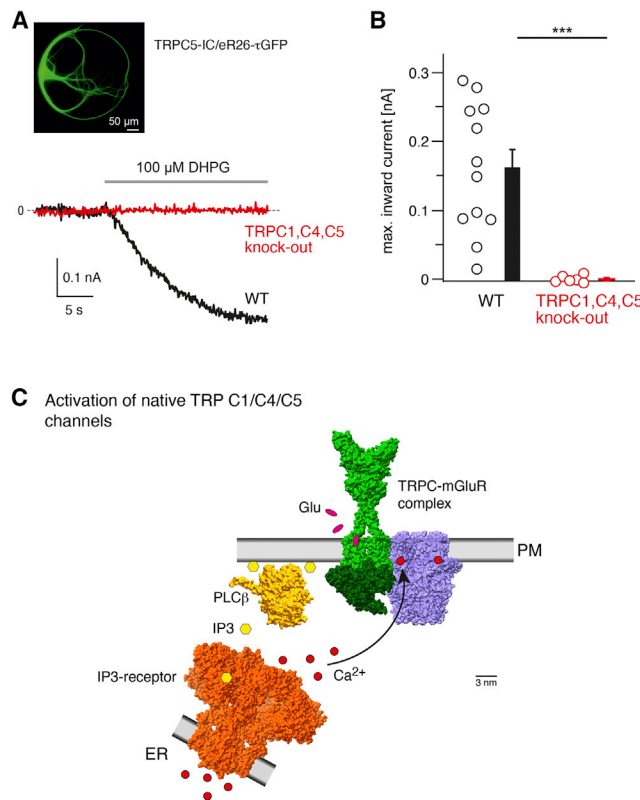 A
TRPC5-IC/eR26-τGFP
50 µm
100 µM DHPG
0
TRPC1,C4,C5
knock-out
0.1 nA
5 s
WT
B
***
max. inward current [nA]
0.3
0.2
0.1
0
WT
TRPC1,C4,C5
knock-out
C
Activation of native TRP C1/C4/C5
channels
TRPC-mGluR
complex
Glu
PM
PLCβ
IP3
Ca2+
IP3-receptor
3 nm
ER